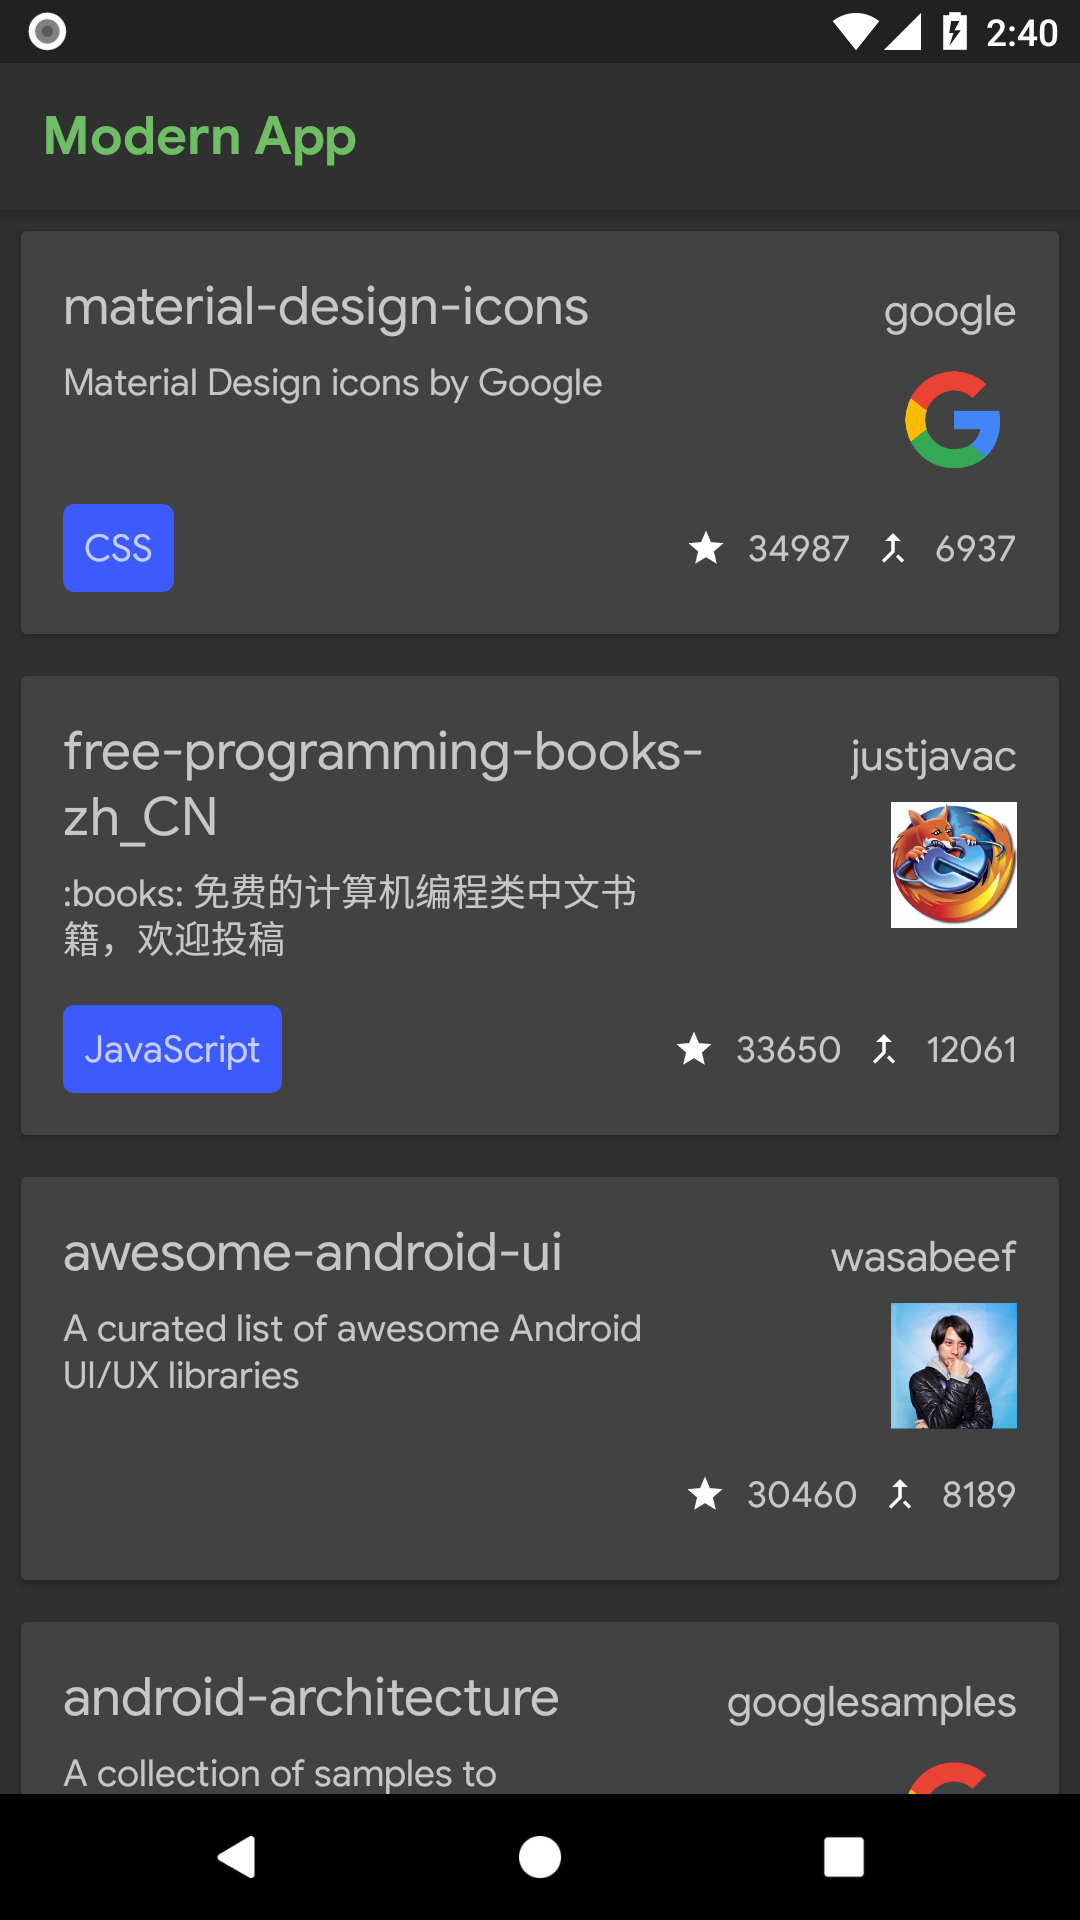 2:40
Modern App
material-design-icons
google
Material Design icons by Google
CSS
34987
6937
free-programming-books-
zh_CN
justjavac
:books: 免费的计算机编程类中文书
籍，欢迎投稿
JavaScript
33650
12061
awesome-android-ui
wasabeef
A curated list of awesome Android
UI/UX libraries
30460
8189
android-architecture
googlesamples
A collection of samples to